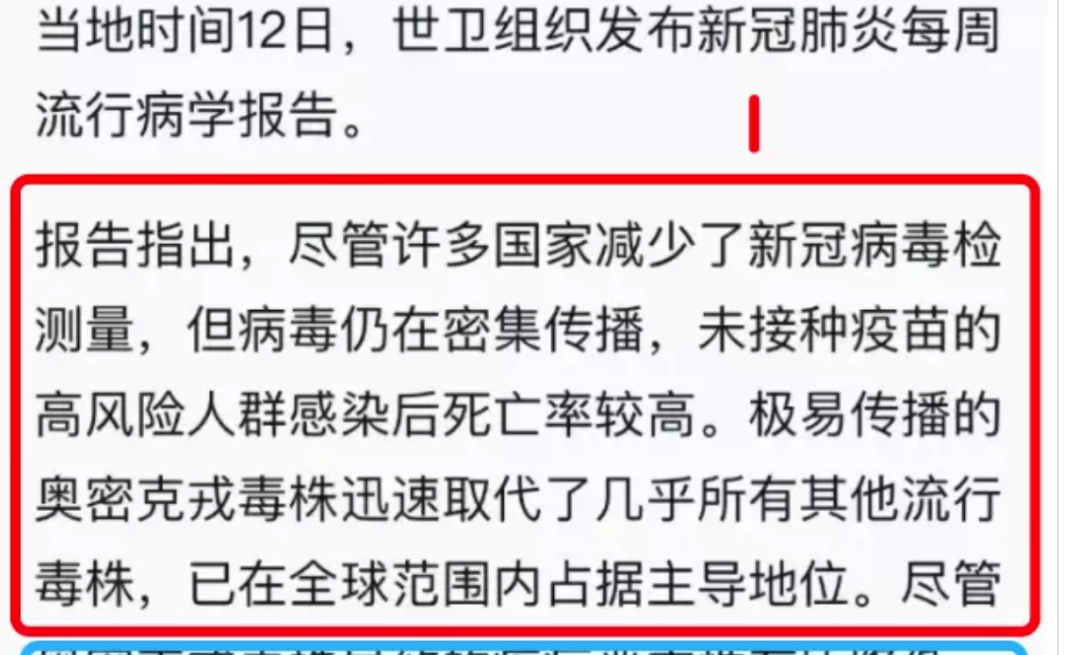 当地时间12日，世卫组织发布新冠肺炎每周
流行病学报告。
报告指出，尽管许多国家减少了新冠病毒检
测量，但病毒仍在密集传播，未接种疫苗的
高风险人群感染后死亡率较高。极易传播的
奥密克戎毒株迅速取代了几乎所有其他流行
毒株，已在全球范围内占据主导地位。尽管